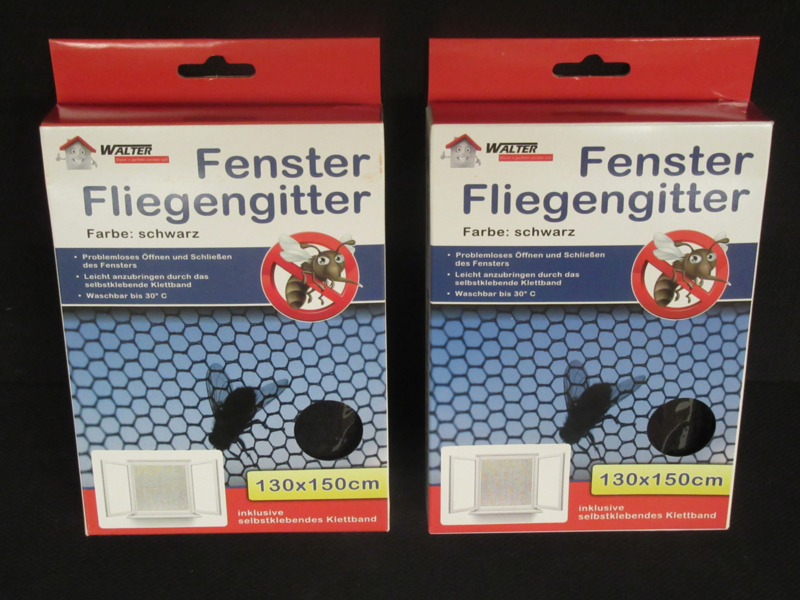 WALTER
Fenster
Fliegengitter
Farbe: schwarz
• Problemloses Öffnen und Schließen
des Fensters
• Leicht anzubringen durch das
selbstklebende Klettband
• Waschbar bis 30° C
130x150cm
inklusive
selbstklebendes Klettband
WALTER
Fenster
Fliegengitter
Farbe: schwarz
• Problemloses Öffnen und Schließen
des Fensters
• Leicht anzubringen durch das
selbstklebende Klettband
• Waschbar bis 30° C
130x150cm
inklusive
selbstklebendes Klettband